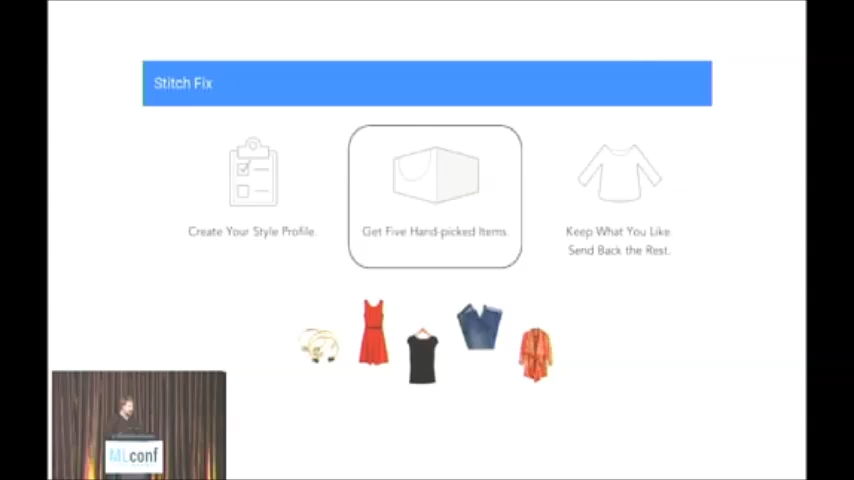 Stitch Fix
Create Your Style Profile.
Get Five Hand-picked Items.
Keep What You Like.
Send Back the Rest.
MLconf